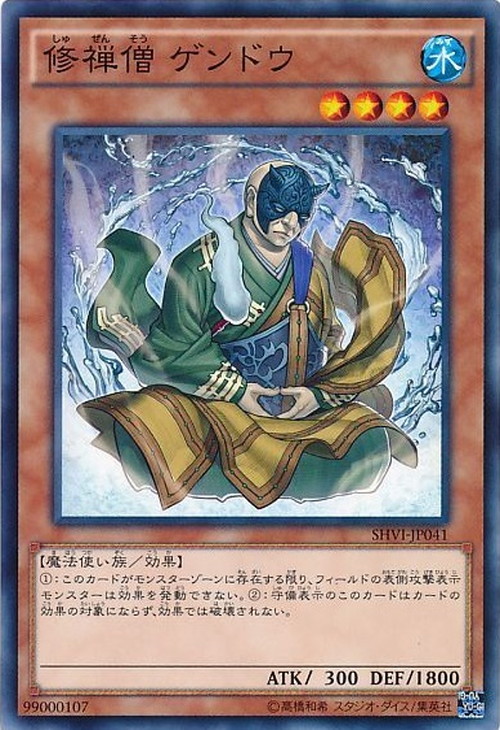 修禅僧 ゲンドウ
水
SHVI-JP041
【魔法使い族／効果】
①：このカードがモンスターゾーンに存在する限り、フィールドの表側攻撃表示
モンスターは効果を発動できない。②：守備表示のこのカードはカードの
効果の対象にならず、効果では破壊されない。
ATK/ 300 DEF/1800
99000107
©高橋和希 スタジオ・ダイス/集英社